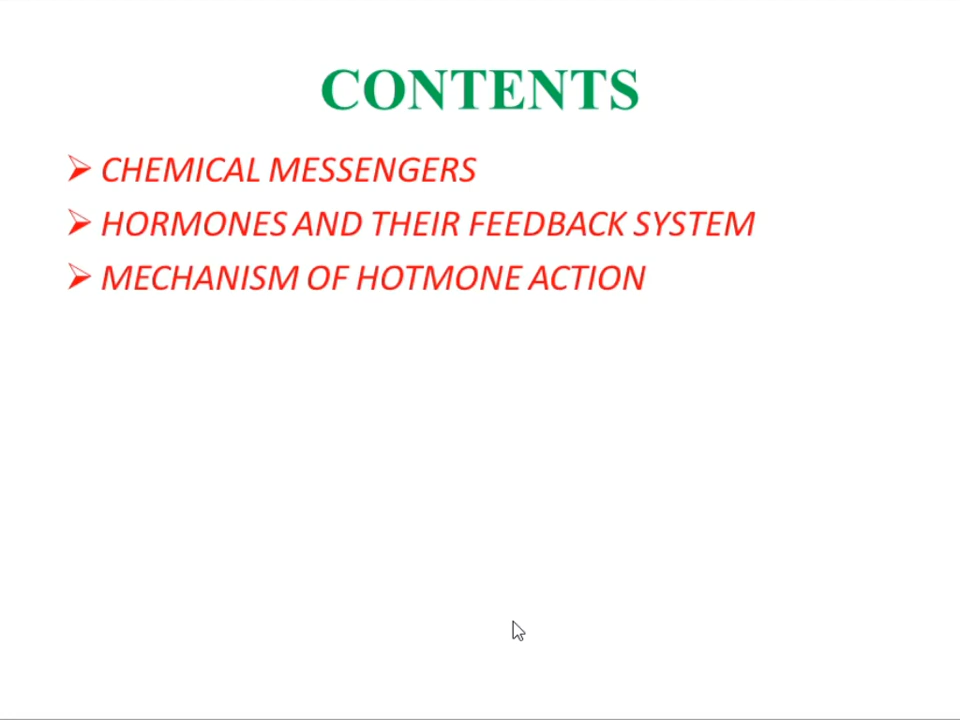 CONTENTS
CHEMICAL MESSENGERS
HORMONES AND THEIR FEEDBACK SYSTEM
MECHANISM OF HOTMONE ACTION